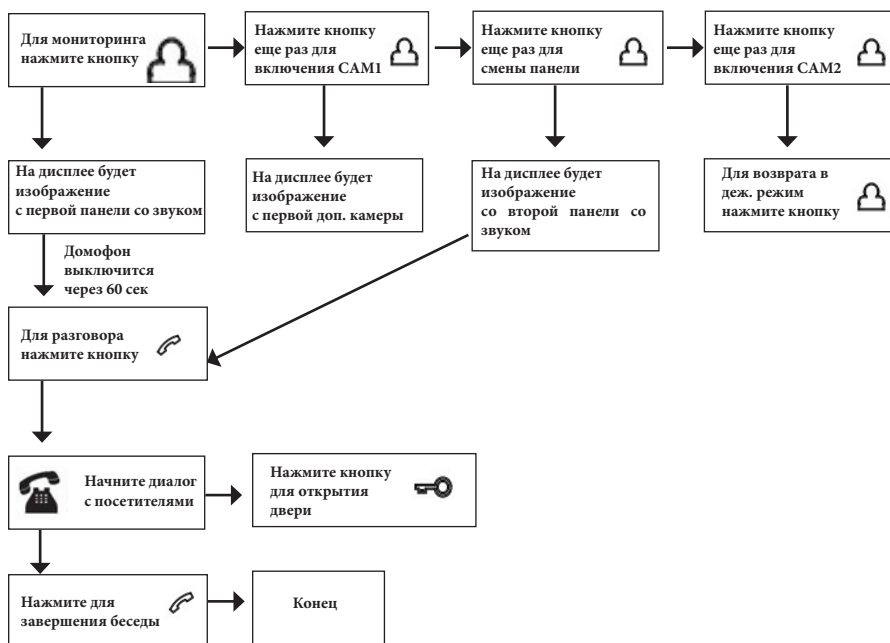 Для мониторинга
нажмите кнопку
Нажмите кнопку
еще раз для
включения CAM1
Нажмите кнопку
еще раз для
смены панели
Нажмите кнопку
еще раз для
включения CAM2
На дисплее будет
изображение
с первой панели со звуком
На дисплее будет
изображение
с первой доп. камеры
На дисплее будет
изображение
со второй панели со
звуком
Для возврата в
деж. режим
нажмите кнопку
Домофон
выключится
через 60 сек
Для разговора
нажмите кнопку
Начните диалог
с посетителями
Нажмите кнопку
для открытия
двери
Нажмите для
завершения беседы
Конец